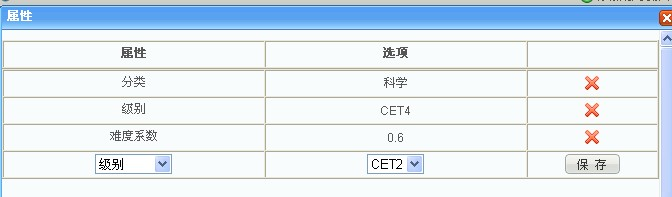 属性
属性 选项
分类 科学
级别 CET4
难度系数 0.6
级别 CET2 保 存